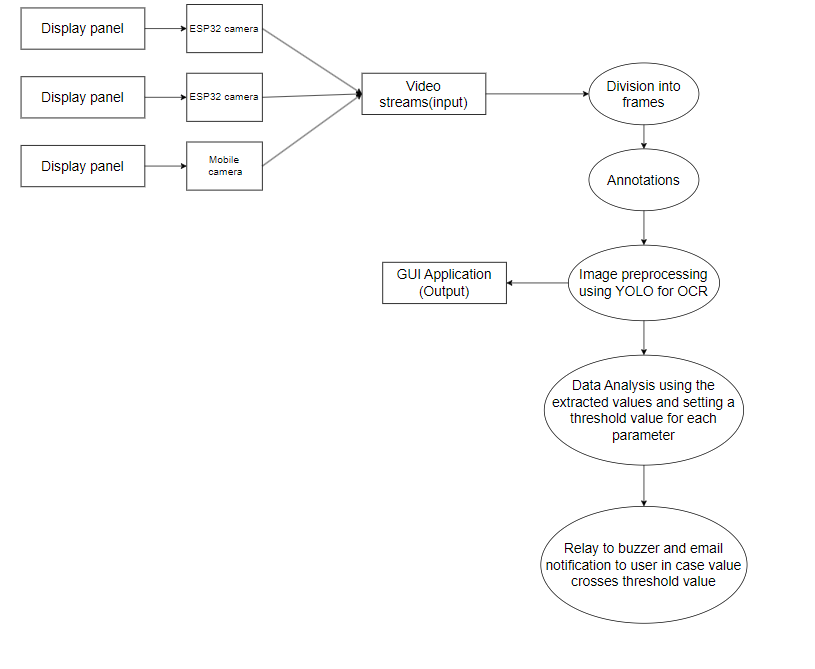 Display panel
ESP32 camera
Display panel
ESP32 camera
Display panel
Mobile
camera
Video
streams(input)
Division into
frames
Annotations
Image preprocessing
using YOLO for OCR
GUI Application
(Output)
Data Analysis using the
extracted values and setting a
threshold value for each
parameter
Relay to buzzer and email
notification to user in case value
crosses threshold value